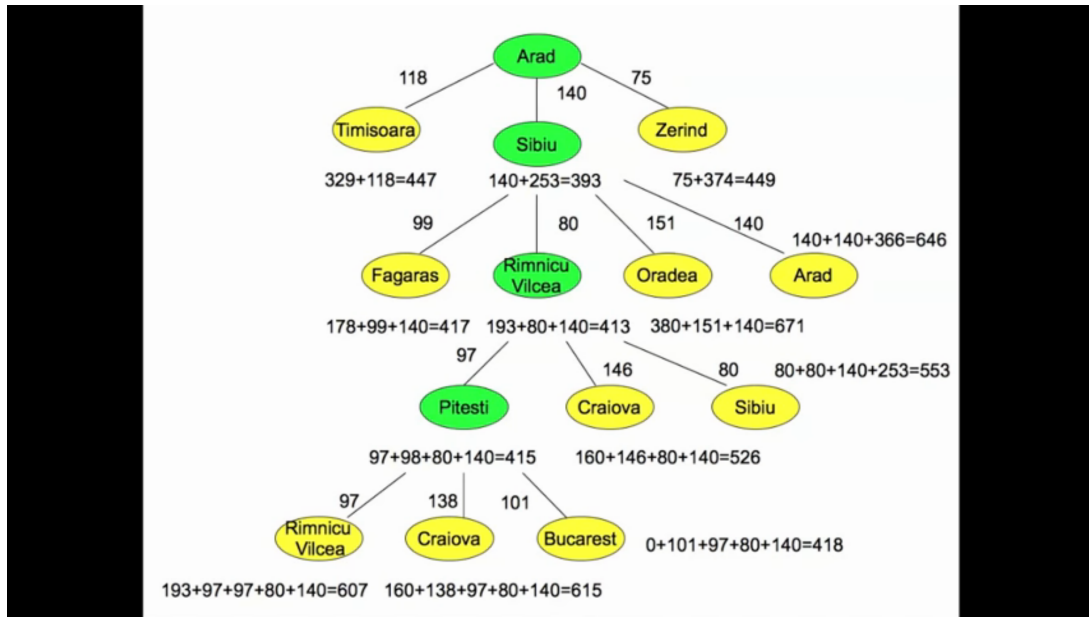 Arad
118
140
75
Timisoara
Sibiu
Zerind
329+118=447
140+253=393
75+374=449
99
80
151
140
140+140+366=646
Fagaras
Rimnicu
Vilcea
Oradea
Arad
178+99+140=417
193+80+140=413
380+151+140=671
97
146
80
80+80+140+253=553
Pitesti
Craiova
Sibiu
97+98+80+140=415
160+146+80+140=526
97
138
101
Rimnicu
Vilcea
Craiova
Bucarest
0+101+97+80+140=418
193+97+97+80+140=607
160+138+97+80+140=615